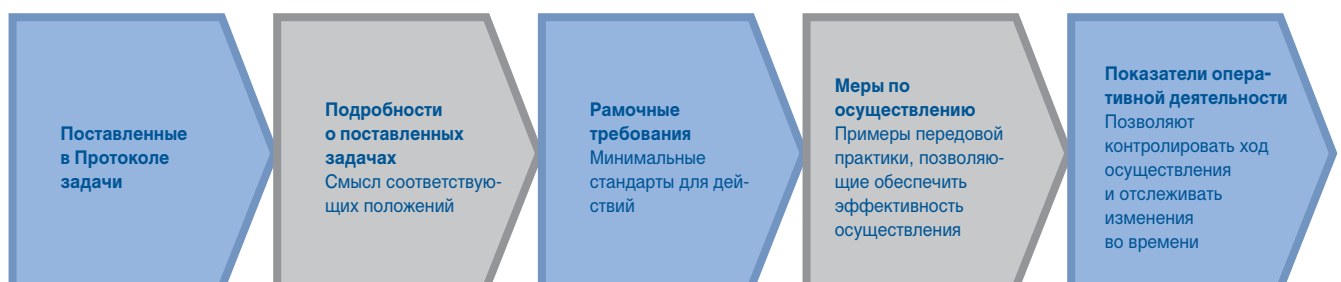 Поставленные
в Протоколе
задачи
Подробности
о поставленных
задачах
Смысл соответствую-
щих положений
Рамочные
требования
Минимальные
стандарты для дей-
ствий
Меры по
осуществлению
Примеры передовой
практики, позволяю-
щие обеспечить
эффективность
осуществления
Показатели опера-
тивной деятельности
Позволяют
контролировать ход
осуществления
и отслеживать
изменения
во времени